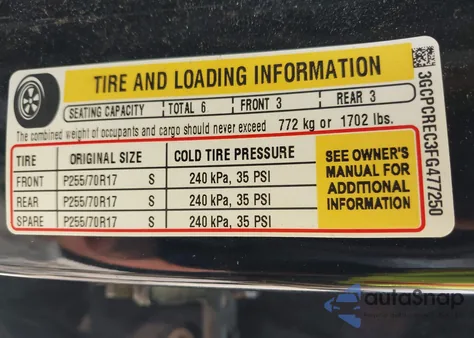 TIRE AND LOADING INFORMATION
SEATING CAPACITY TOTAL 6 FRONT 3 REAR 3
The combined weight of occupants and cargo should never exceed 772 kg or 1702 lbs.
TIRE ORIGINAL SIZE COLD TIRE PRESSURE
FRONT P255/70R17 S 240 kPa, 35 PSI
REAR P255/70R17 S 240 kPa, 35 PSI
SPARE P255/70R17 S 240 kPa, 35 PSI
SEE OWNER'S
MANUAL FOR
ADDITIONAL
INFORMATION
3GCPCREC3FG477250
autoSnap